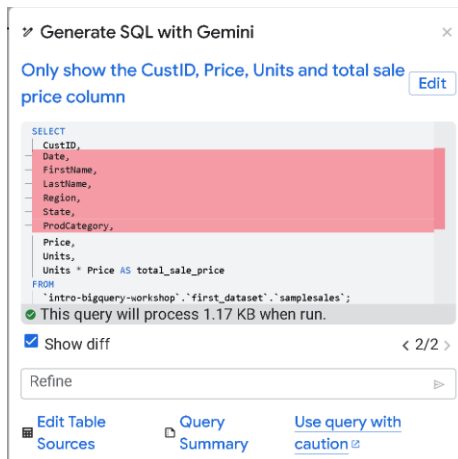 Generate SQL with Gemini
Only show the CustID, Price, Units and total sale
price column
Edit
SELECT
CustID,
Date,
FirstName,
LastName,
Region,
State,
ProdCategory,
Price,
Units,
Units * Price AS total_sale_price
FROM
`intro-bigquery-workshop`.`first_dataset`.`samplesales`;
This query will process 1.17 KB when run.
Show diff
< 2/2 >
Refine
Edit Table
Sources
Query
Summary
Use query with
caution